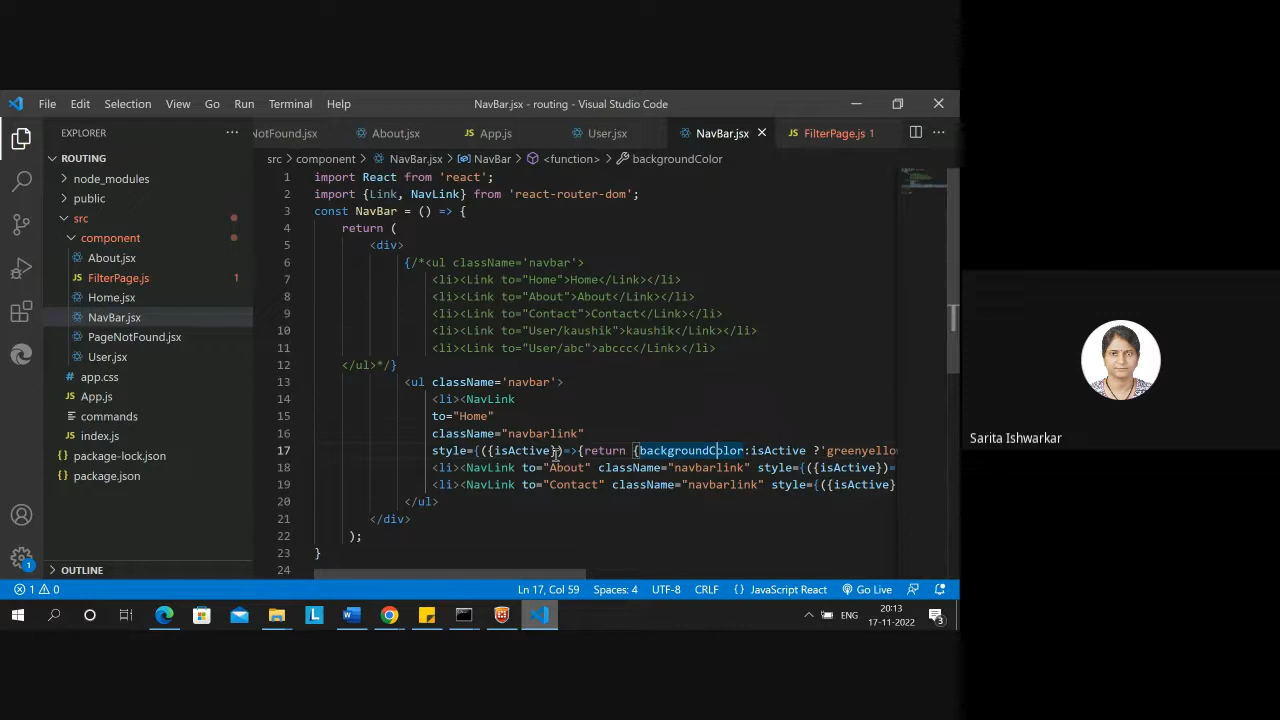 File Edit Selection View Go Run Terminal Help
NavBar.jsx - routing - Visual Studio Code
EXPLORER
NotFound.jsx About.jsx App.js User.jsx NavBar.jsx FilterPage.js 1
ROUTING
src > component > NavBar.jsx > NavBar > <function> > backgroundColor
node_modules
public
src
component
About.jsx
FilterPage.js 1
Home.jsx
NavBar.jsx
PageNotFound.jsx
User.jsx
app.css
App.js
commands
index.js
package-lock.json
package.json
OUTLINE
1 import React from 'react';
2 import {Link, NavLink} from 'react-router-dom';
3 const NavBar = () => {
4 return (
5 <div>
6 {/*<ul className='navbar'>
7 <li><Link to="Home">Home</Link></li>
8 <li><Link to="About">About</Link></li>
9 <li><Link to="Contact">Contact</Link></li>
10 <li><Link to="User/kaushik">kaushik</Link></li>
11 <li><Link to="User/abc">abccc</Link></li>
12 </ul>*/}
13 <ul className='navbar'>
14 <li><NavLink
15 to="Home"
16 className="navbarlink"
17 style={({isActive})=>{return {backgroundColor:isActive ?'greenyellow
18 <li><NavLink to="About" className="navbarlink" style={({isActive})=
19 <li><NavLink to="Contact" className="navbarlink" style={({isActive}
20 </ul>
21 </div>
22 );
23 }
24
1 0
Ln 17, Col 59 Spaces: 4 UTF-8 CRLF {} JavaScript React Go Live
1
L
ENG
20:13
17-11-2022
3
Sarita Ishwarkar